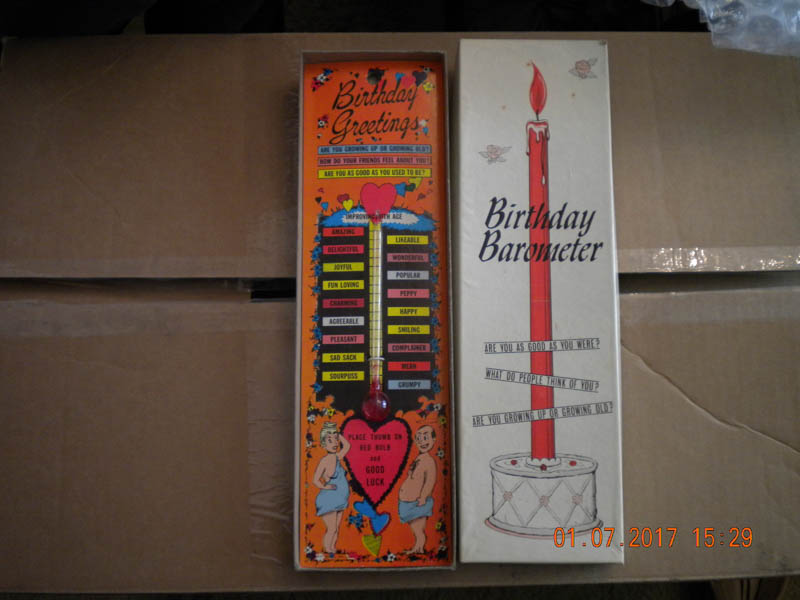 Birthday
Greetings
ARE YOU GROWING UP OR GROWING OLD?
HOW DO YOUR FRIENDS FEEL ABOUT YOU?
ARE YOU AS GOOD AS YOU USED TO BE?
IMPROVING WITH AGE
AMAZING
DELIGHTFUL
JOYFUL
FUN LOVING
CHARMING
AGREEABLE
PLEASANT
SAD SACK
SOURPUSS
LIKEABLE
WONDERFUL
POPULAR
PEPPY
HAPPY
SMILING
COMPLAINER
MEAN
GRUMPY
PLACE THUMB ON
RED BULB
and
GOOD
LUCK
Birthday
Barometer
ARE YOU AS GOOD AS YOU WERE?
WHAT DO PEOPLE THINK OF YOU?
ARE YOU GROWING UP OR GROWING OLD?
01.07.2017 15:29